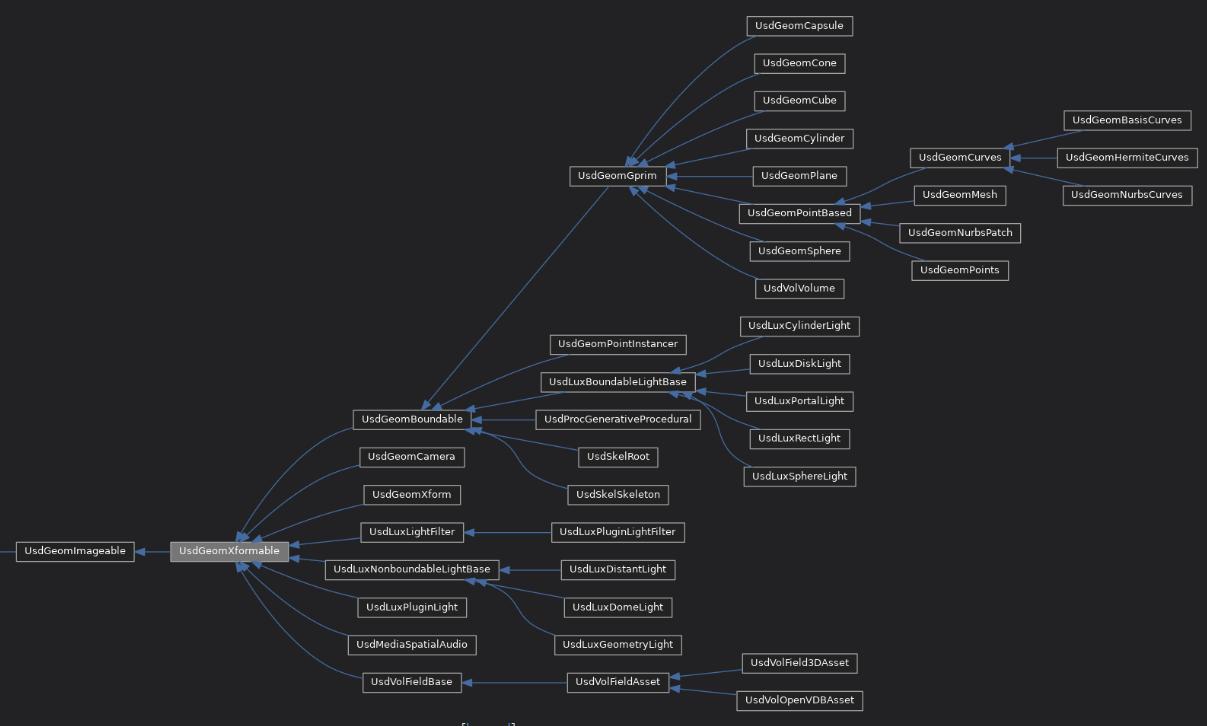 UsdGeomCapsule
UsdGeomCone
UsdGeomCube
UsdGeomBasisCurves
UsdGeomCylinder
UsdGeomCurves
UsdGeomHermiteCurves
UsdGeomGprim
UsdGeomPlane
UsdGeomMesh
UsdGeomNurbsCurves
UsdGeomPointBased
UsdGeomNurbsPatch
UsdGeomSphere
UsdGeomPoints
UsdVolVolume
UsdLuxCylinderLight
UsdGeomPointInstancer
UsdLuxDiskLight
UsdLuxBoundableLightBase
UsdLuxPortalLight
UsdGeomBoundable
UsdProcGenerativeProcedural
UsdLuxRectLight
UsdGeomCamera
UsdSkelRoot
UsdLuxSphereLight
UsdGeomXform
UsdSkelSkeleton
UsdLuxLightFilter
UsdLuxPluginLightFilter
UsdGeomImageable
UsdGeomXformable
UsdLuxNonboundableLightBase
UsdLuxDistantLight
UsdLuxPluginLight
UsdLuxDomeLight
UsdMediaSpatialAudio
UsdLuxGeometryLight
UsdVolField3DAsset
UsdVolFieldBase
UsdVolFieldAsset
UsdVolOpenVDBAsset